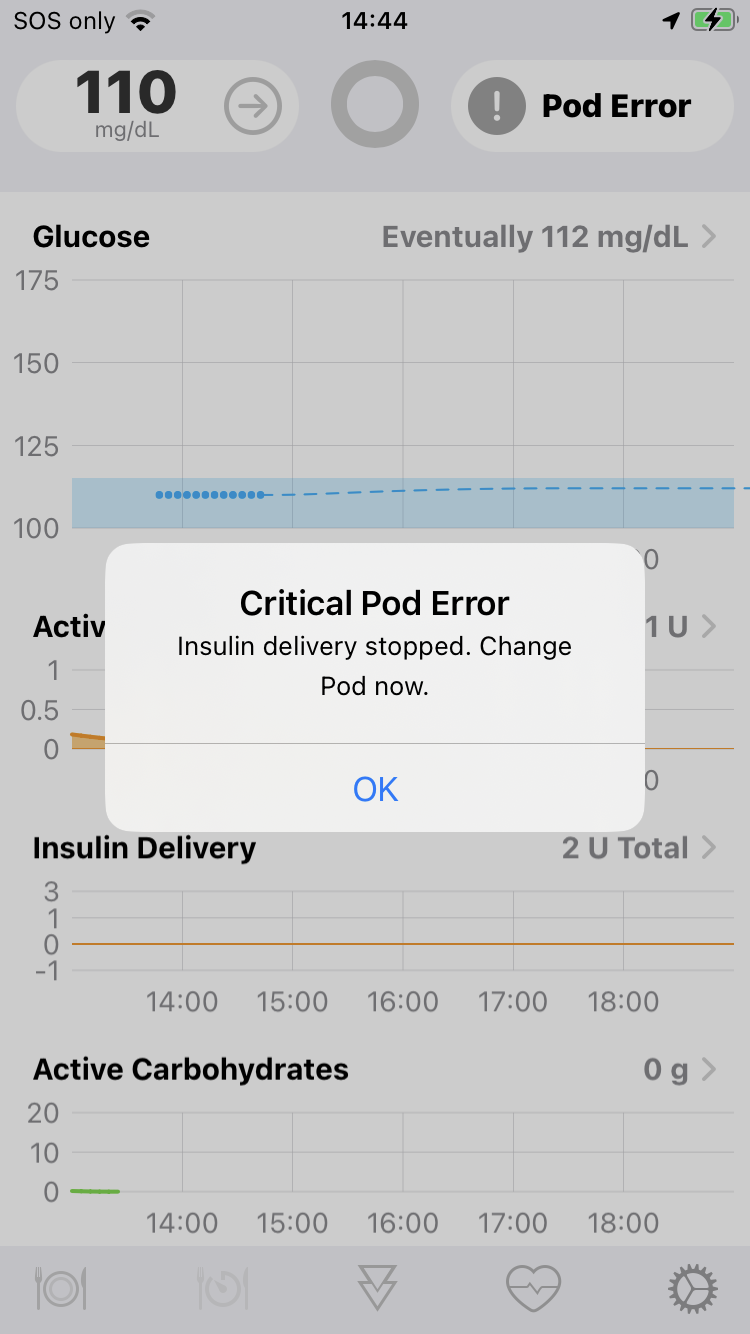 SOS only
14:44
110
mg/dL
Pod Error
Glucose
Eventually 112 mg/dL
175
150
125
100
Critical Pod Error
Insulin delivery stopped. Change
Pod now.
OK
1 U
1
0.5
0
Insulin Delivery
2 U Total
3
1
0
-1
14:00 15:00 16:00 17:00 18:00
Active Carbohydrates
0 g
20
10
0
14:00 15:00 16:00 17:00 18:00